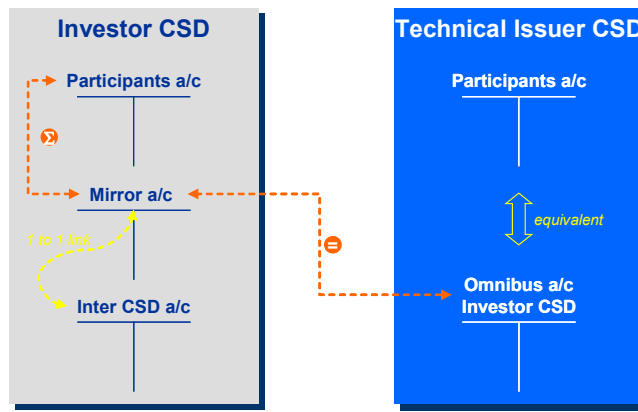 Investor CSD
Participants a/c
Σ
Mirror a/c
1 to 1 link
Inter CSD a/c
=
Technical Issuer CSD
Participants a/c
equivalent
Omnibus a/c
Investor CSD